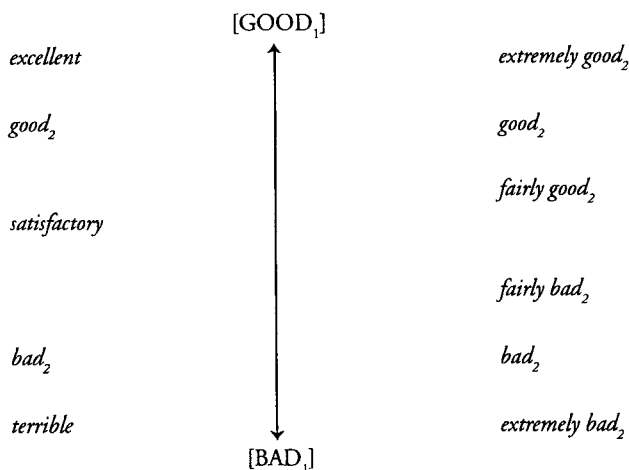 [GOOD₁]
excellent extremely good₂
good₂ good₂
fairly good₂
satisfactory
fairly bad₂
bad₂ bad₂
terrible extremely bad₂
[BAD₁]